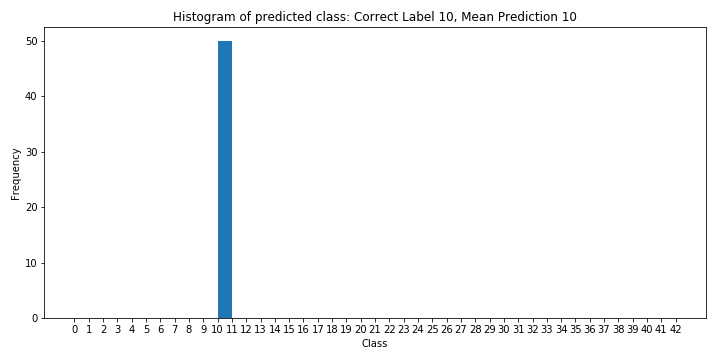 Histogram of predicted class: Correct Label 10, Mean Prediction 10
50
40
30
20
10
0
Frequency
0 1 2 3 4 5 6 7 8 9 10 11 12 13 14 15 16 17 18 19 20 21 22 23 24 25 26 27 28 29 30 31 32 33 34 35 36 37 38 39 40 41 42
Class